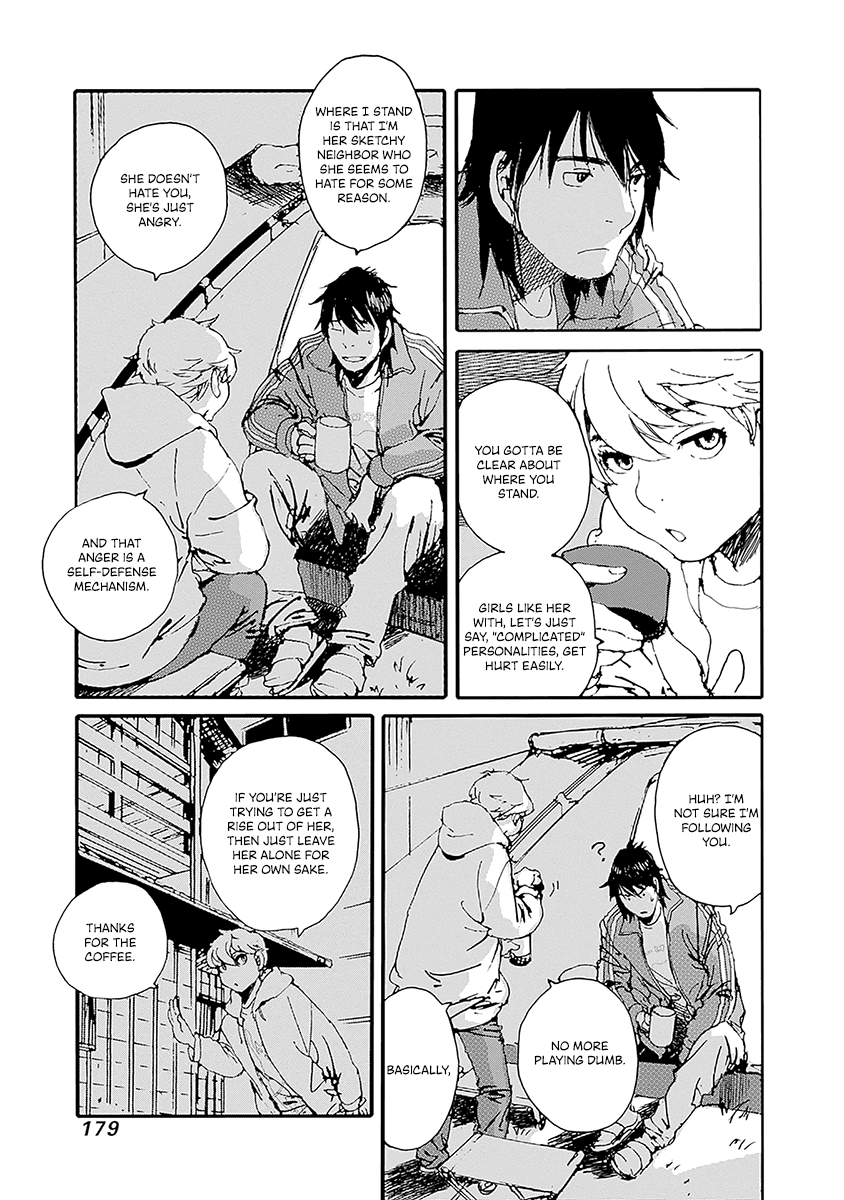 YOU GOTTA BE
CLEAR ABOUT
WHERE YOU
STAND.
GIRLS LIKE HER
WITH, LET'S JUST
SAY, "COMPLICATED"
PERSONALITIES, GET
HURT EASILY.
WHERE I STAND
IS THAT I'M
HER SKETCHY
NEIGHBOR WHO
SHE SEEMS TO
HATE FOR SOME
REASON.
SHE DOESN'T
HATE YOU,
SHE'S JUST
ANGRY.
AND THAT
ANGER IS A
SELF-DEFENSE
MECHANISM.
HUH? I'M
NOT SURE I'M
FOLLOWING
YOU.
?
NO MORE
PLAYING DUMB.
BASICALLY,
IF YOU'RE JUST
TRYING TO GET A
RISE OUT OF HER,
THEN JUST LEAVE
HER ALONE FOR
HER OWN SAKE.
THANKS
FOR THE
COFFEE.
179